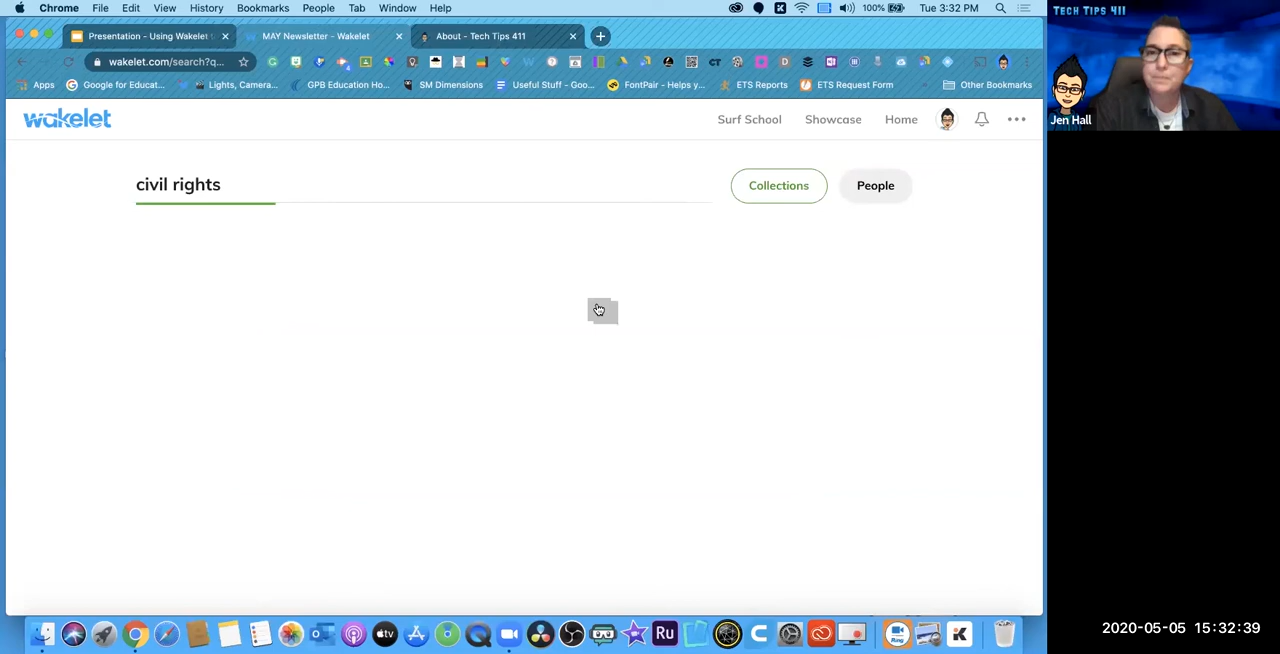 Chrome File Edit View History Bookmarks People Tab Window Help
100% Tue 3:32 PM
Presentation - Using Wakelet
MAY Newsletter - Wakelet
About - Tech Tips 411
wakelet.com/search?q...
Apps
Google for Educat...
Lights, Camera...
GPB Education Ho...
SM Dimensions
Useful Stuff - Goo...
FontPair - Helps y...
ETS Reports
ETS Request Form
Other Bookmarks
wakelet
Surf School
Showcase
Home
civil rights
Collections
People
TECH TIPS 411
Jen Hall
Ru
Ring
K
2020-05-05 15:32:39